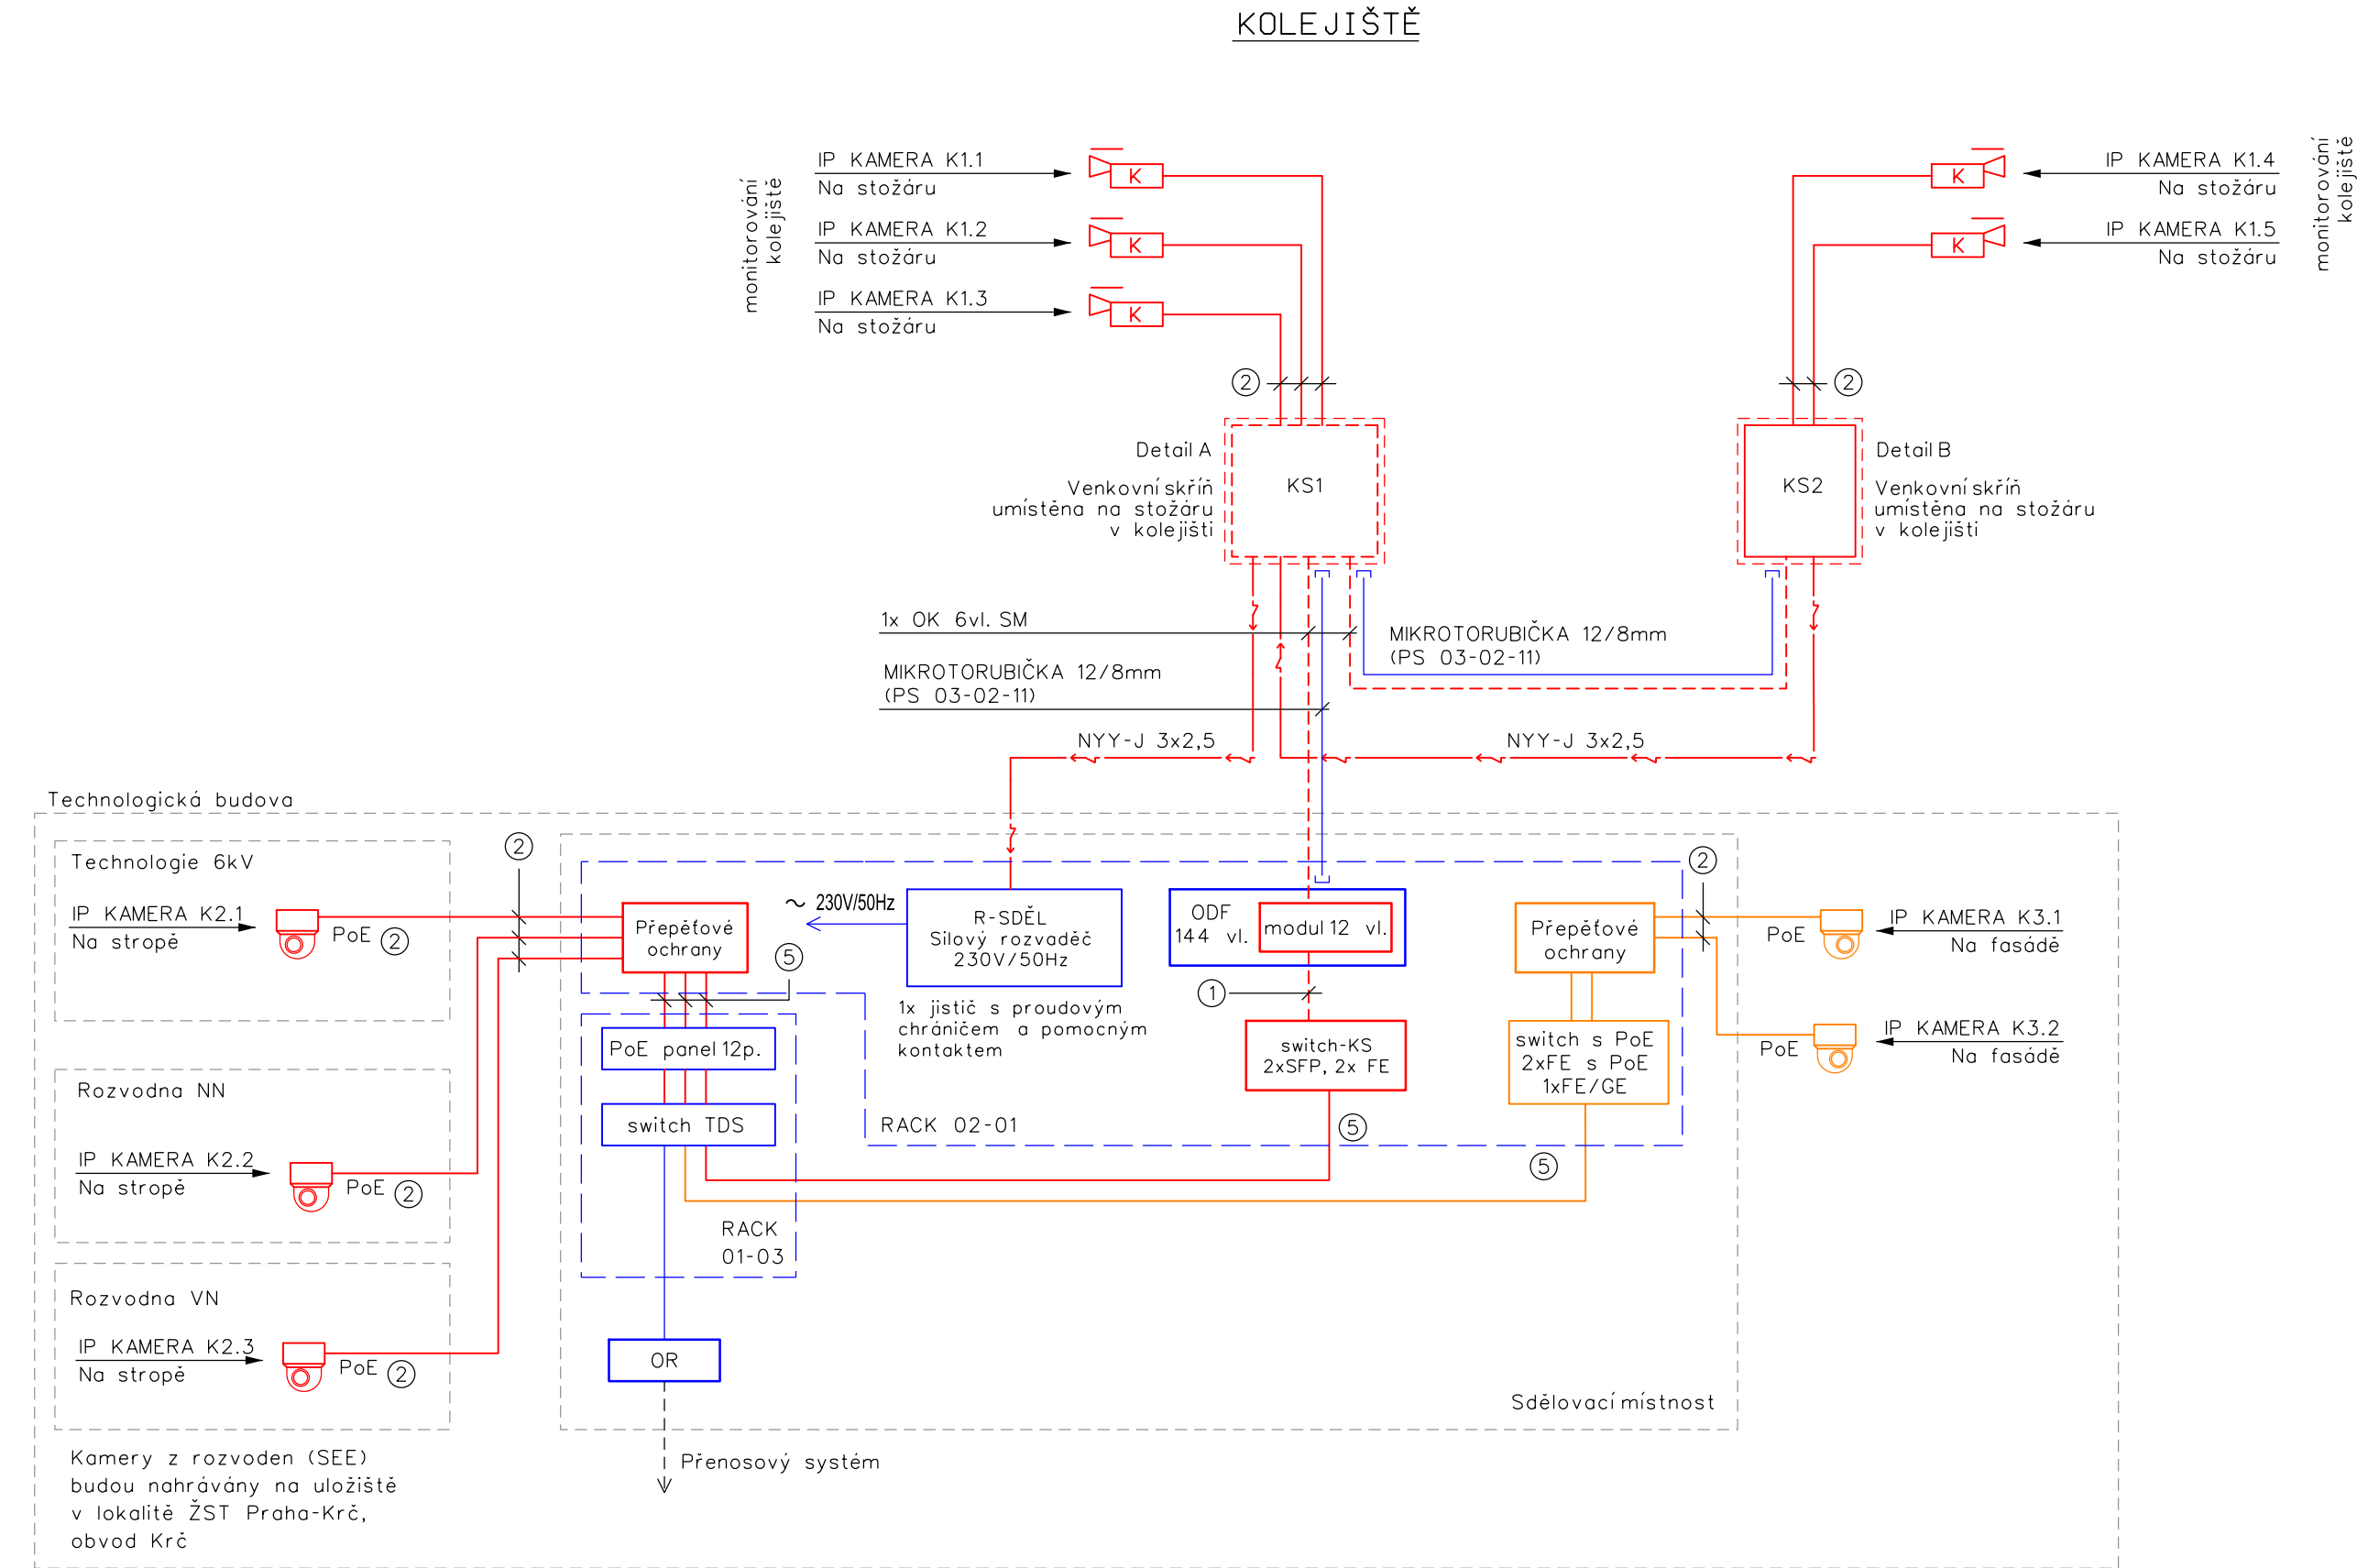 KOLEJIŠTĚ
monitorování
kolejiště
IP KAMERA K1.1
Na stožáru
IP KAMERA K1.2
Na stožáru
IP KAMERA K1.3
Na stožáru
K
K
K
K
K
IP KAMERA K1.4
Na stožáru
IP KAMERA K1.5
Na stožáru
monitorování
kolejiště
2
2
Detail A
Venkovní skříň
umístěna na stožáru
v kolejišti
KS1
KS2
Detail B
Venkovní skříň
umístěna na stožáru
v kolejišti
1x OK 6vl. SM
MIKROTORUBIČKA 12/8mm
(PS 03-02-11)
MIKROTORUBIČKA 12/8mm
(PS 03-02-11)
NYY-J 3x2,5
NYY-J 3x2,5
Technologická budova
Technologie 6kV
IP KAMERA K2.1
Na stropě
PoE 2
2
Přepěťové
ochrany
5
~ 230V/50Hz
R-SDĚL
Silový rozvaděč
230V/50Hz
1x jistič s proudovým
chráničem a pomocným
kontaktem
ODF
144 vl.
modul 12 vl.
1
switch-KS
2xSFP, 2x FE
5
Přepěťové
ochrany
2
switch s PoE
2xFE s PoE
1xFE/GE
5
PoE
IP KAMERA K3.1
Na fasádě
PoE
IP KAMERA K3.2
Na fasádě
PoE panel 12p.
switch TDS
RACK 02-01
RACK
01-03
Rozvodna NN
IP KAMERA K2.2
Na stropě
PoE 2
Rozvodna VN
IP KAMERA K2.3
Na stropě
PoE 2
OR
Sdělovací místnost
Přenosový systém
Kamery z rozvoden (SEE)
budou nahrávány na uložiště
v lokalitě ŽST Praha-Krč,
obvod Krč